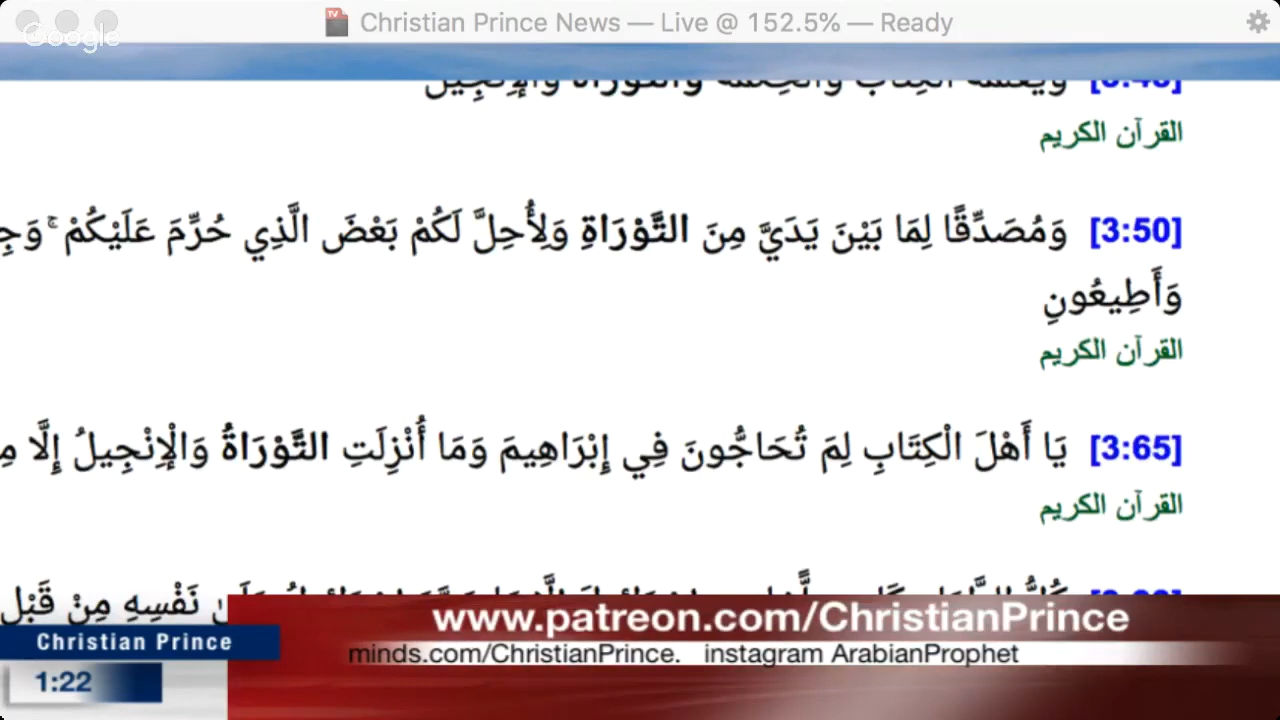 Christian Prince News — Live @ 152.5% — Ready
Google
القرآن الكريم
[3:50] وَمُصَدِّقًا لِمَا بَيْنَ يَدَيَّ مِنَ التَّوْرَاةِ وَلِأُحِلَّ لَكُمْ بَعْضَ الَّذِي حُرِّمَ عَلَيْكُمْ ۚ
وَأَطِيعُونِ
القرآن الكريم
[3:65] يَا أَهْلَ الْكِتَابِ لِمَ تُحَاجُّونَ فِي إِبْرَاهِيمَ وَمَا أُنْزِلَتِ التَّوْرَاةُ وَالْإِنْجِيلُ إِلَّا
القرآن الكريم
نَفْسِهِ مِنْ قَبْلِ
www.patreon.com/ChristianPrince
Christian Prince
minds.com/ChristianPrince. instagram ArabianProphet
1:22